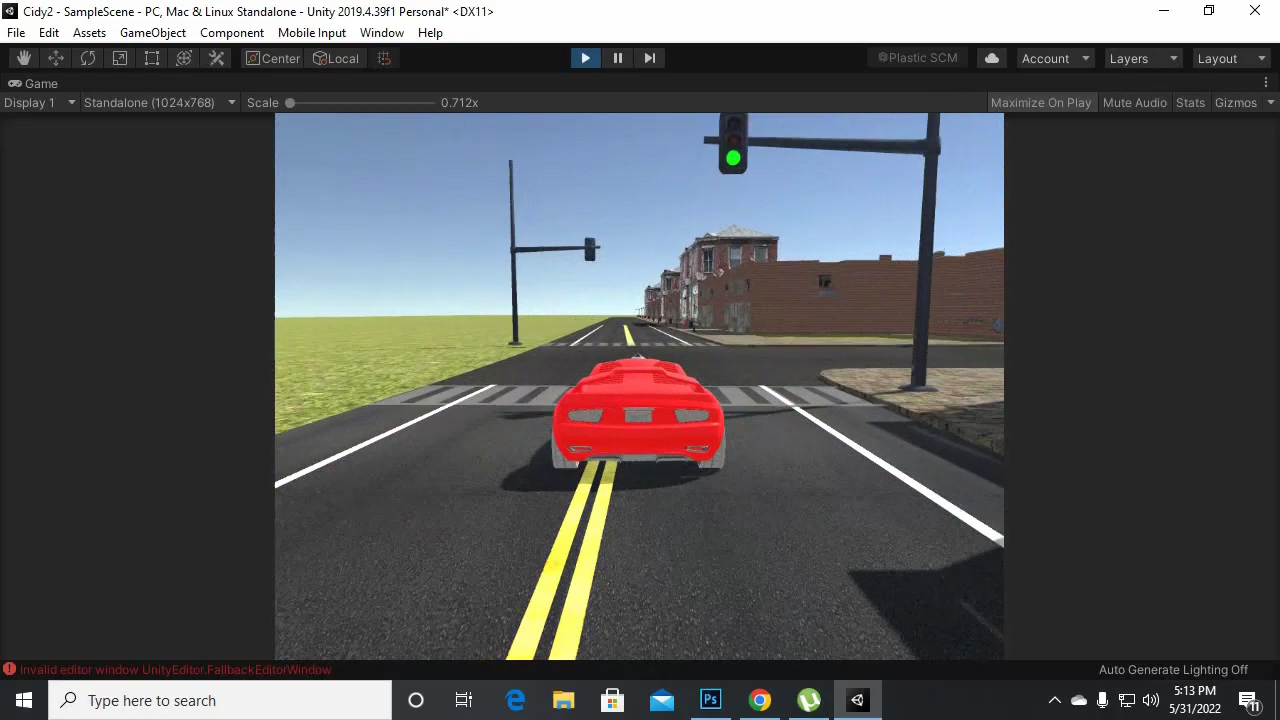 Cidy2 - SampleScene - PC, Mac & Linux Standalone - Unity 2019.4.39f1 Personal* <DX11>
File Edit Assets GameObject Component Mobile Input Window Help
Center Local Plastic SCM Account Layers Layout
Game
Display 1 Standalone (1024x768) Scale 0.712x Maximize On Play Mute Audio Stats Gizmos
Invalid editor window UnityEditor.FallbackEditorWindow Auto Generate Lighting Off
Type here to search Ps 5:13 PM
5/31/2022 11